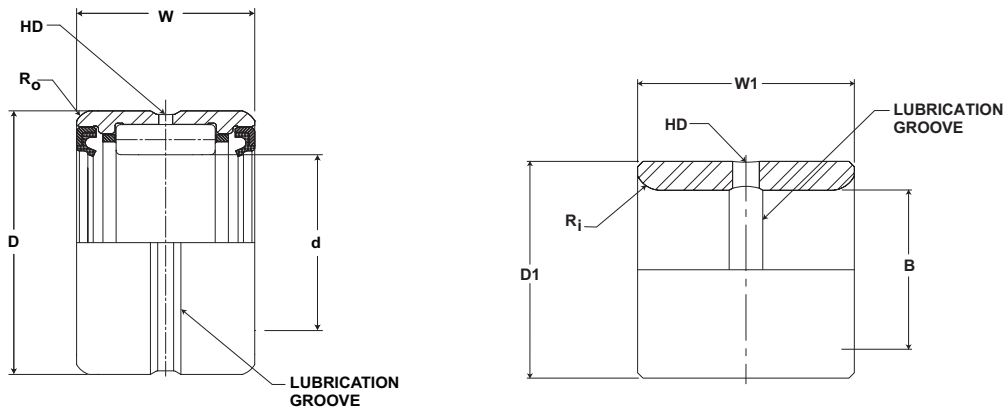 W
HD
Ro
D
d
LUBRICATION
GROOVE
W1
HD
LUBRICATION
GROOVE
Ri
D1
B